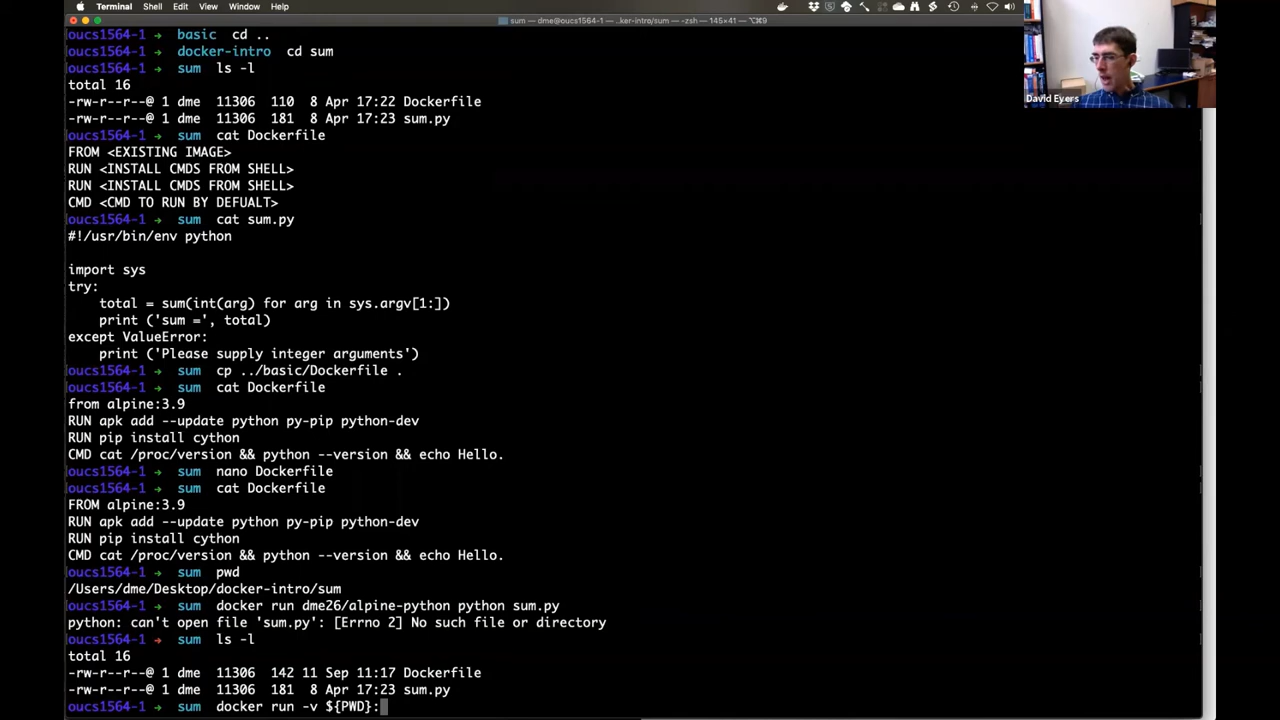 Terminal Shell Edit View Window Help
sum — dme@oucs1564-1 — ..ker-intro/sum — -zsh — 145×41 — ⌥⌘9
oucs1564-1 → basic cd ..
oucs1564-1 → docker-intro cd sum
oucs1564-1 → sum ls -l
total 16
-rw-r--r--@ 1 dme 11306 110 8 Apr 17:22 Dockerfile
-rw-r--r--@ 1 dme 11306 181 8 Apr 17:23 sum.py
oucs1564-1 → sum cat Dockerfile
FROM <EXISTING IMAGE>
RUN <INSTALL CMDS FROM SHELL>
RUN <INSTALL CMDS FROM SHELL>
CMD <CMD TO RUN BY DEFUALT>
oucs1564-1 → sum cat sum.py
#!/usr/bin/env python
import sys
try:
total = sum(int(arg) for arg in sys.argv[1:])
print ('sum =', total)
except ValueError:
print ('Please supply integer arguments')
oucs1564-1 → sum cp ../basic/Dockerfile .
oucs1564-1 → sum cat Dockerfile
from alpine:3.9
RUN apk add --update python py-pip python-dev
RUN pip install cython
CMD cat /proc/version && python --version && echo Hello.
oucs1564-1 → sum nano Dockerfile
oucs1564-1 → sum cat Dockerfile
FROM alpine:3.9
RUN apk add --update python py-pip python-dev
RUN pip install cython
CMD cat /proc/version && python --version && echo Hello.
oucs1564-1 → sum pwd
/Users/dme/Desktop/docker-intro/sum
oucs1564-1 → sum docker run dme26/alpine-python python sum.py
python: can't open file 'sum.py': [Errno 2] No such file or directory
oucs1564-1 → sum ls -l
total 16
-rw-r--r--@ 1 dme 11306 142 11 Sep 11:17 Dockerfile
-rw-r--r--@ 1 dme 11306 181 8 Apr 17:23 sum.py
oucs1564-1 → sum docker run -v ${PWD}:
David Eyers